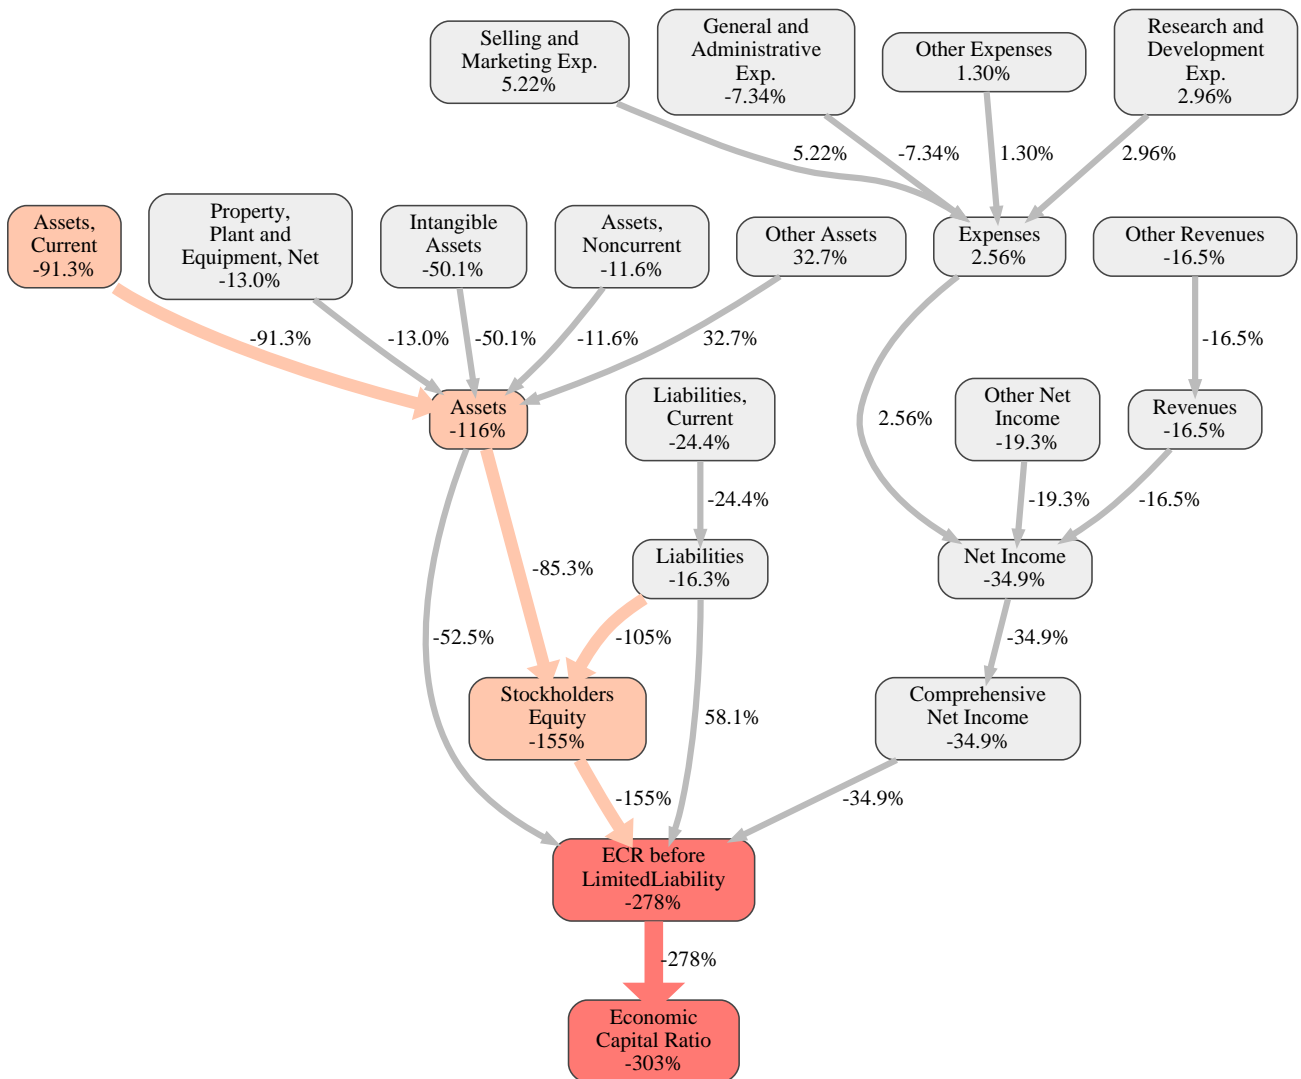 Selling and
Marketing Exp.
5.22%
General and
Administrative
Exp.
-7.34%
Other Expenses
1.30%
Research and
Development
Exp.
2.96%
5.22%
-7.34%
1.30%
2.96%
Assets,
Current
-91.3%
Property,
Plant and
Equipment, Net
-13.0%
Intangible
Assets
-50.1%
Assets,
Noncurrent
-11.6%
Other Assets
32.7%
Expenses
2.56%
Other Revenues
-16.5%
-91.3%
-13.0%
-50.1%
-11.6%
32.7%
-16.5%
Assets
-116%
Liabilities,
Current
-24.4%
2.56%
Other Net
Income
-19.3%
Revenues
-16.5%
-24.4%
-19.3%
-16.5%
-85.3%
Liabilities
-16.3%
Net Income
-34.9%
-52.5%
-105%
-34.9%
Stockholders
Equity
-155%
58.1%
Comprehensive
Net Income
-34.9%
-155%
-34.9%
ECR before
LimitedLiability
-278%
-278%
Economic
Capital Ratio
-303%